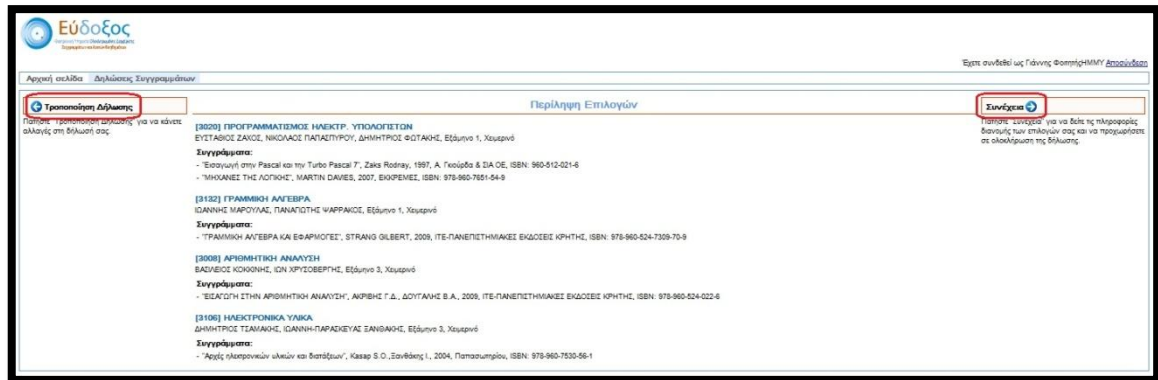 Εύδοξος
Έχετε συνδεθεί ως Γιάννης ΦοιτητήςΗΜΜΥ Αποσύνδεση
Αρχική σελίδα Δηλώσεις Συγγραμμάτων
Τροποποίηση Δήλωσης
Πατήστε "Τροποποίηση Δήλωσης" για να κάνετε
αλλαγές στη δήλωσή σας.
Περίληψη Επιλογών
[3020] ΠΡΟΓΡΑΜΜΑΤΙΣΜΟΣ ΗΛΕΚΤΡ. ΥΠΟΛΟΓΙΣΤΩΝ
ΕΥΣΤΑΘΙΟΣ ΖΑΧΟΣ, ΝΙΚΟΛΑΟΣ ΠΑΠΑΣΠΥΡΟΥ, ΔΗΜΗΤΡΙΟΣ ΦΩΤΑΚΗΣ, Εξάμηνο 1, Χειμερινό
Συγγράμματα:
- "Εισαγωγή στην Pascal και την Turbo Pascal 7", Zaks Rodnay, 1997, Α. Γκιούρδα & ΣΙΑ ΟΕ, ISBN: 960-512-021-6
- "ΜΗΧΑΝΕΣ ΤΗΣ ΛΟΓΙΚΗΣ", MARTIN DAVIES, 2007, ΕΚΚΡΕΜΕΣ, ISBN: 978-960-7651-54-9
[3132] ΓΡΑΜΜΙΚΗ ΑΛΓΕΒΡΑ
ΙΩΑΝΝΗΣ ΜΑΡΟΥΛΑΣ, ΠΑΝΑΓΙΩΤΗΣ ΨΑΡΡΑΚΟΣ, Εξάμηνο 1, Χειμερινό
Συγγράμματα:
- "ΓΡΑΜΜΙΚΗ ΑΛΓΕΒΡΑ ΚΑΙ ΕΦΑΡΜΟΓΕΣ", STRANG GILBERT, 2009, ΙΤΕ-ΠΑΝΕΠΙΣΤΗΜΙΑΚΕΣ ΕΚΔΟΣΕΙΣ ΚΡΗΤΗΣ, ISBN: 978-960-524-7309-70-9
[3008] ΑΡΙΘΜΗΤΙΚΗ ΑΝΑΛΥΣΗ
ΒΑΣΙΛΕΙΟΣ ΚΟΚΚΙΝΗΣ, ΙΩΝ ΧΡΥΣΟΒΕΡΓΗΣ, Εξάμηνο 3, Χειμερινό
Συγγράμματα:
- "ΕΙΣΑΓΩΓΗ ΣΤΗΝ ΑΡΙΘΜΗΤΙΚΗ ΑΝΑΛΥΣΗ", ΑΚΡΙΒΗΣ Γ.Δ., ΔΟΥΓΑΛΗΣ Β.Α., 2009, ΙΤΕ-ΠΑΝΕΠΙΣΤΗΜΙΑΚΕΣ ΕΚΔΟΣΕΙΣ ΚΡΗΤΗΣ, ISBN: 978-960-524-022-6
[3106] ΗΛΕΚΤΡΟΝΙΚΑ ΥΛΙΚΑ
ΔΗΜΗΤΡΙΟΣ ΤΣΑΜΑΚΗΣ, ΙΩΑΝΝΗ-ΠΑΡΑΣΚΕΥΑΣ ΞΑΝΘΑΚΗΣ, Εξάμηνο 3, Χειμερινό
Συγγράμματα:
- "Αρχές ηλεκτρονικών υλικών και διατάξεων", Kasap S.O.,Ξανθάκης Ι., 2004, Παπασωτηρίου, ISBN: 978-960-7530-56-1
Συνέχεια
Πατήστε "Συνέχεια" για να δείτε τις πληροφορίες
διανομής των επιλογών σας και να προχωρήσετε
σε ολοκλήρωση της δήλωσης.